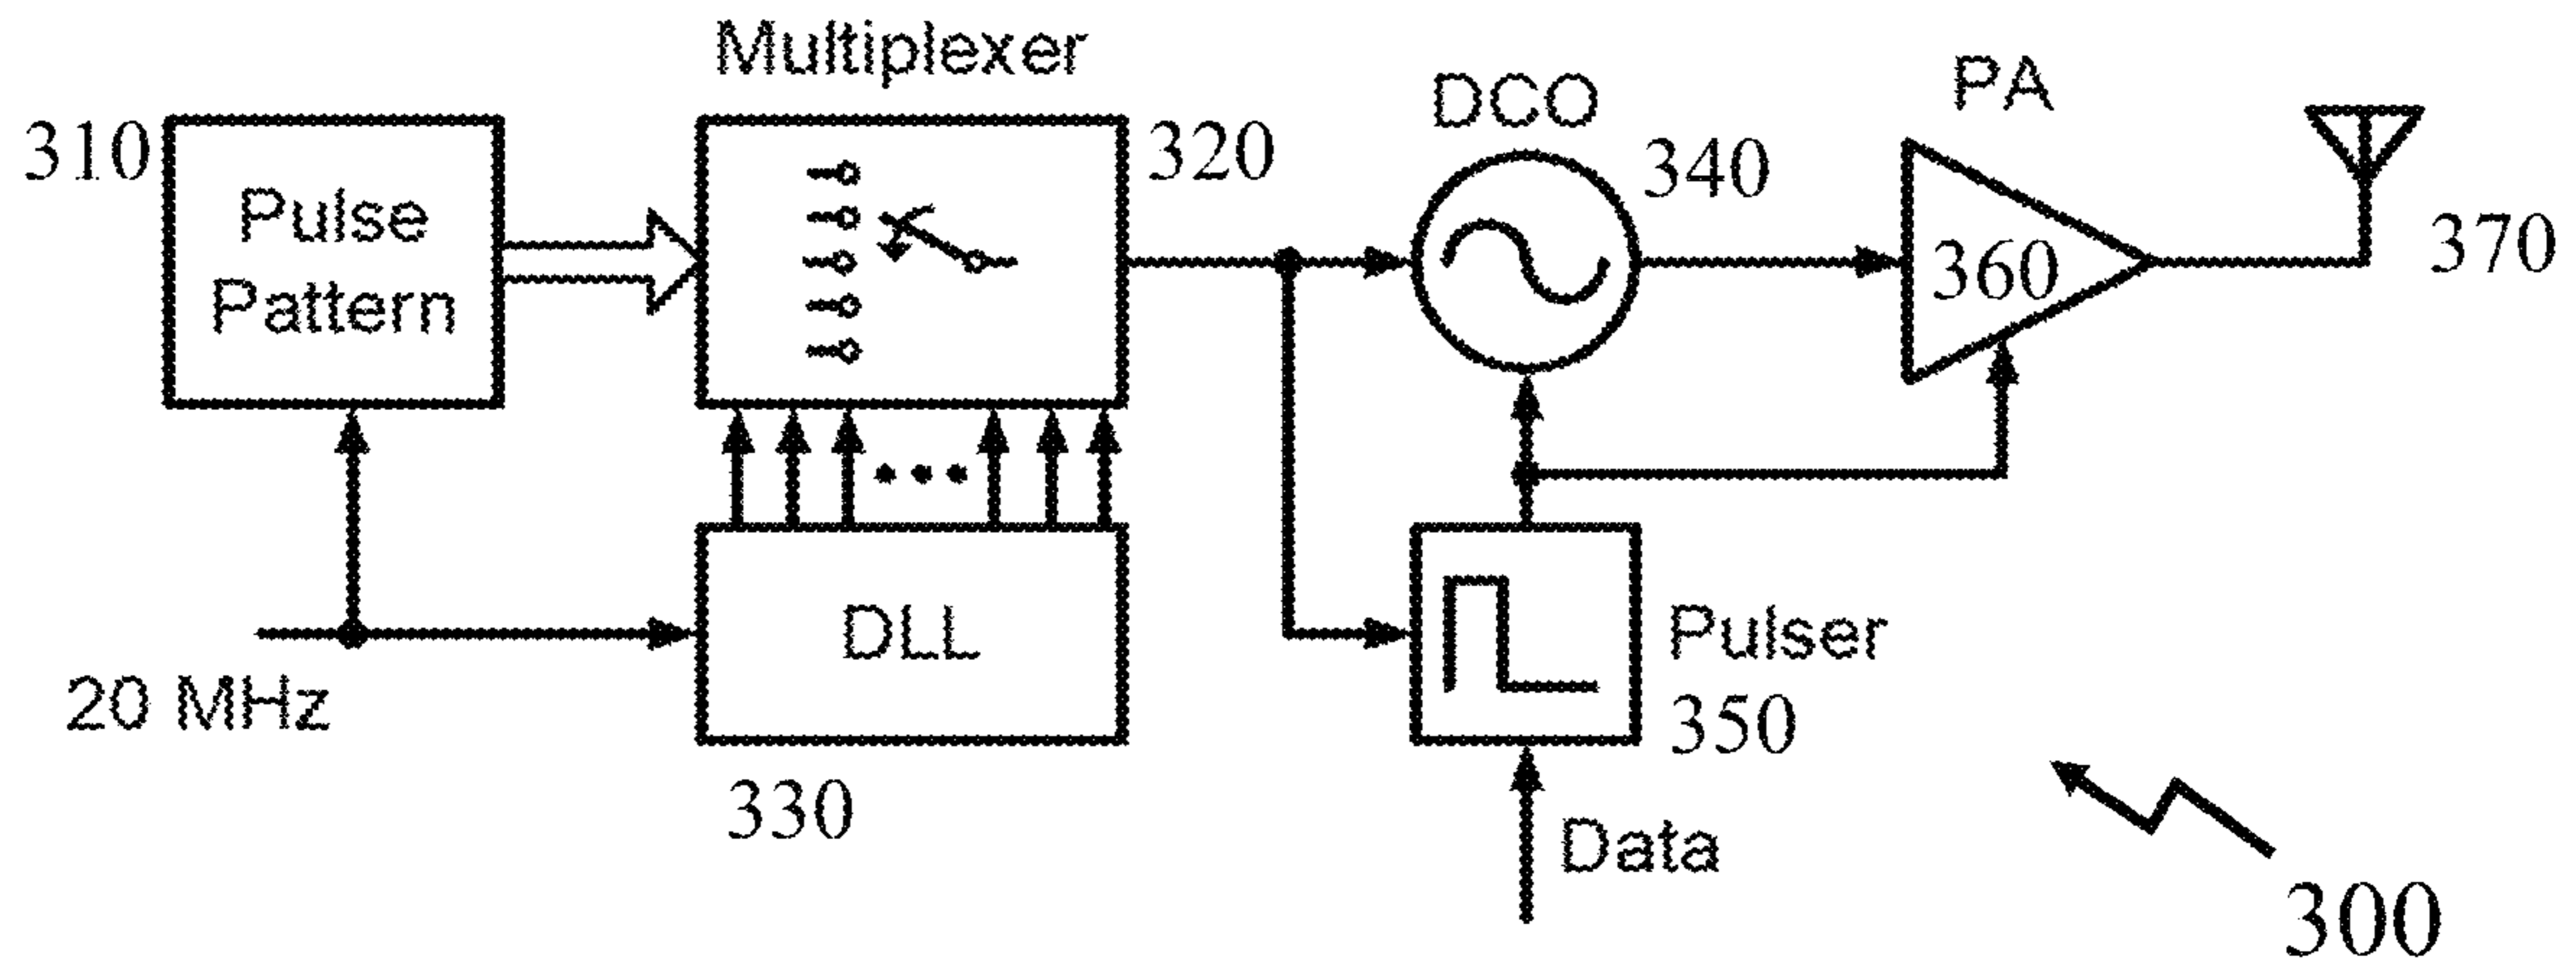 Multiplexer
DCO
PA
310
320
340
Pulse
Pattern
360
370
20 MHz
DLL
Pulser
350
330
Data
300